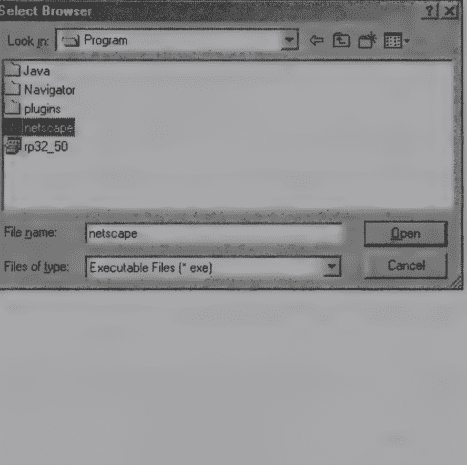 Select Browser
Look in: Program
Java
Navigator
plugins
netscape
rp32_50
File name: netscape Open
Files of type: Executable Files (*.exe) Cancel